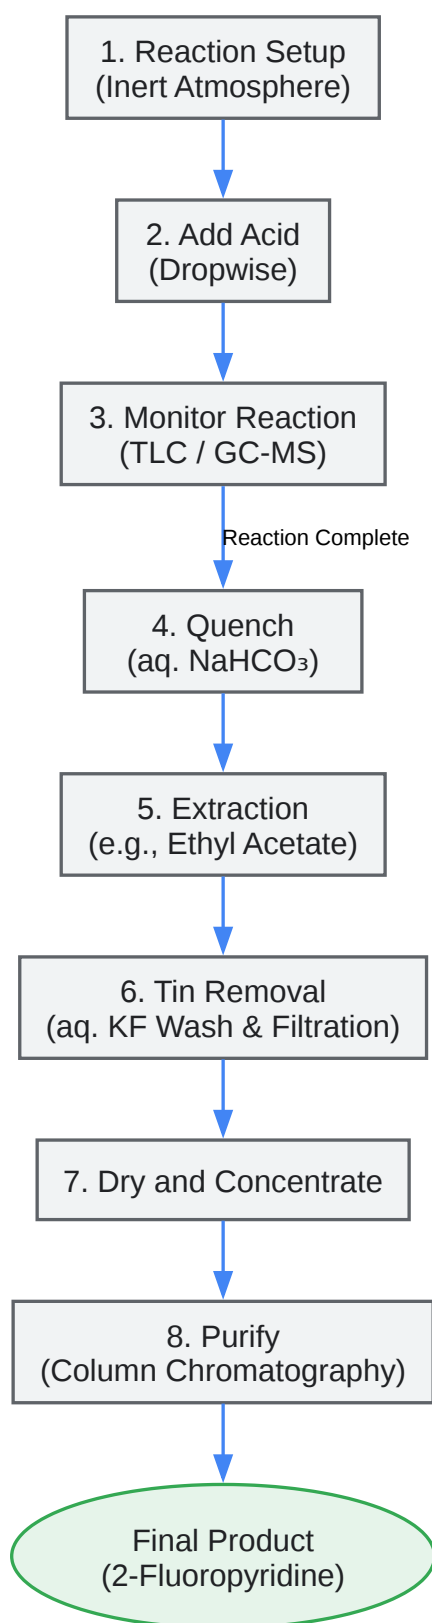 1. Reaction Setup
(Inert Atmosphere)
2. Add Acid
(Dropwise)
3. Monitor Reaction
(TLC / GC-MS)
Reaction Complete
4. Quench
(aq. NaHCO₃)
5. Extraction
(e.g., Ethyl Acetate)
6. Tin Removal
(aq. KF Wash & Filtration)
7. Dry and Concentrate
8. Purify
(Column Chromatography)
Final Product
(2-Fluoropyridine)